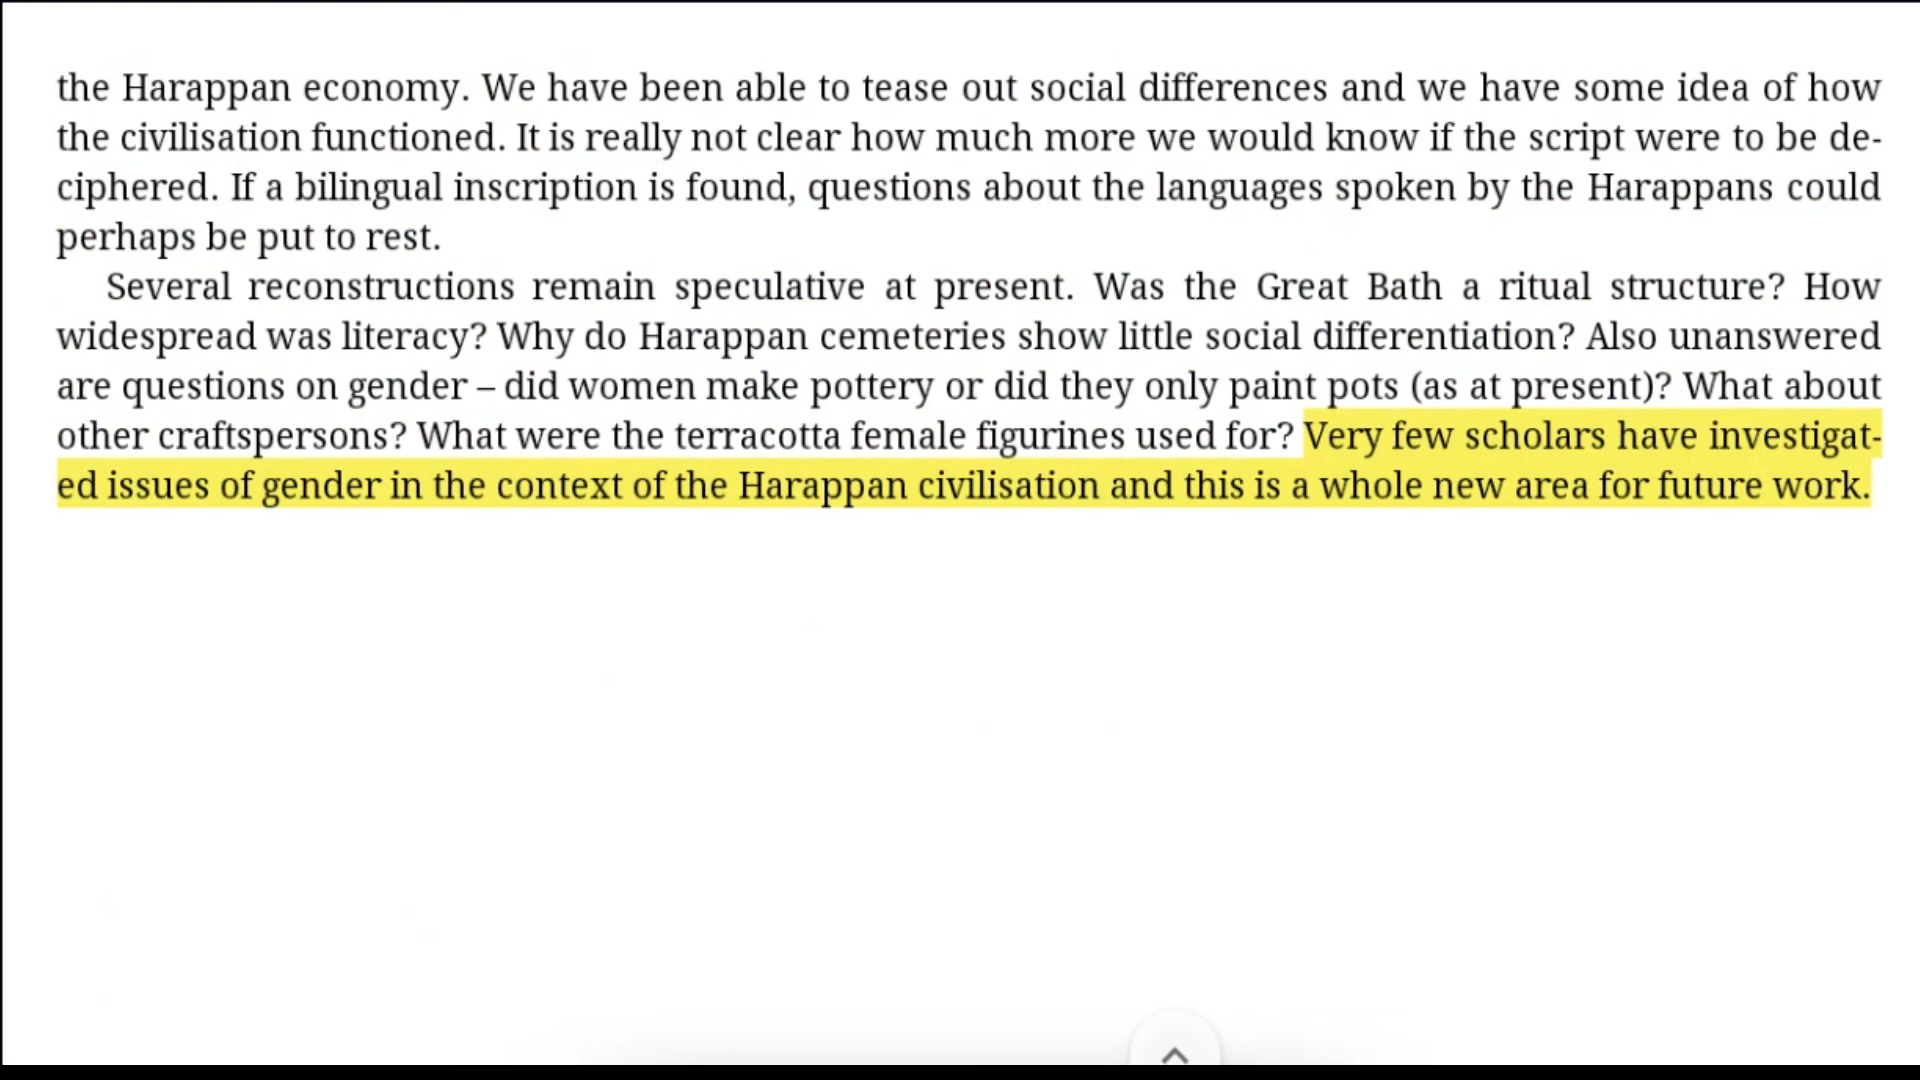 the Harappan economy. We have been able to tease out social differences and we have some idea of how
the civilisation functioned. It is really not clear how much more we would know if the script were to be de-
ciphered. If a bilingual inscription is found, questions about the languages spoken by the Harappans could
perhaps be put to rest.
Several reconstructions remain speculative at present. Was the Great Bath a ritual structure? How
widespread was literacy? Why do Harappan cemeteries show little social differentiation? Also unanswered
are questions on gender – did women make pottery or did they only paint pots (as at present)? What about
other craftspersons? What were the terracotta female figurines used for? Very few scholars have investigat-
ed issues of gender in the context of the Harappan civilisation and this is a whole new area for future work.